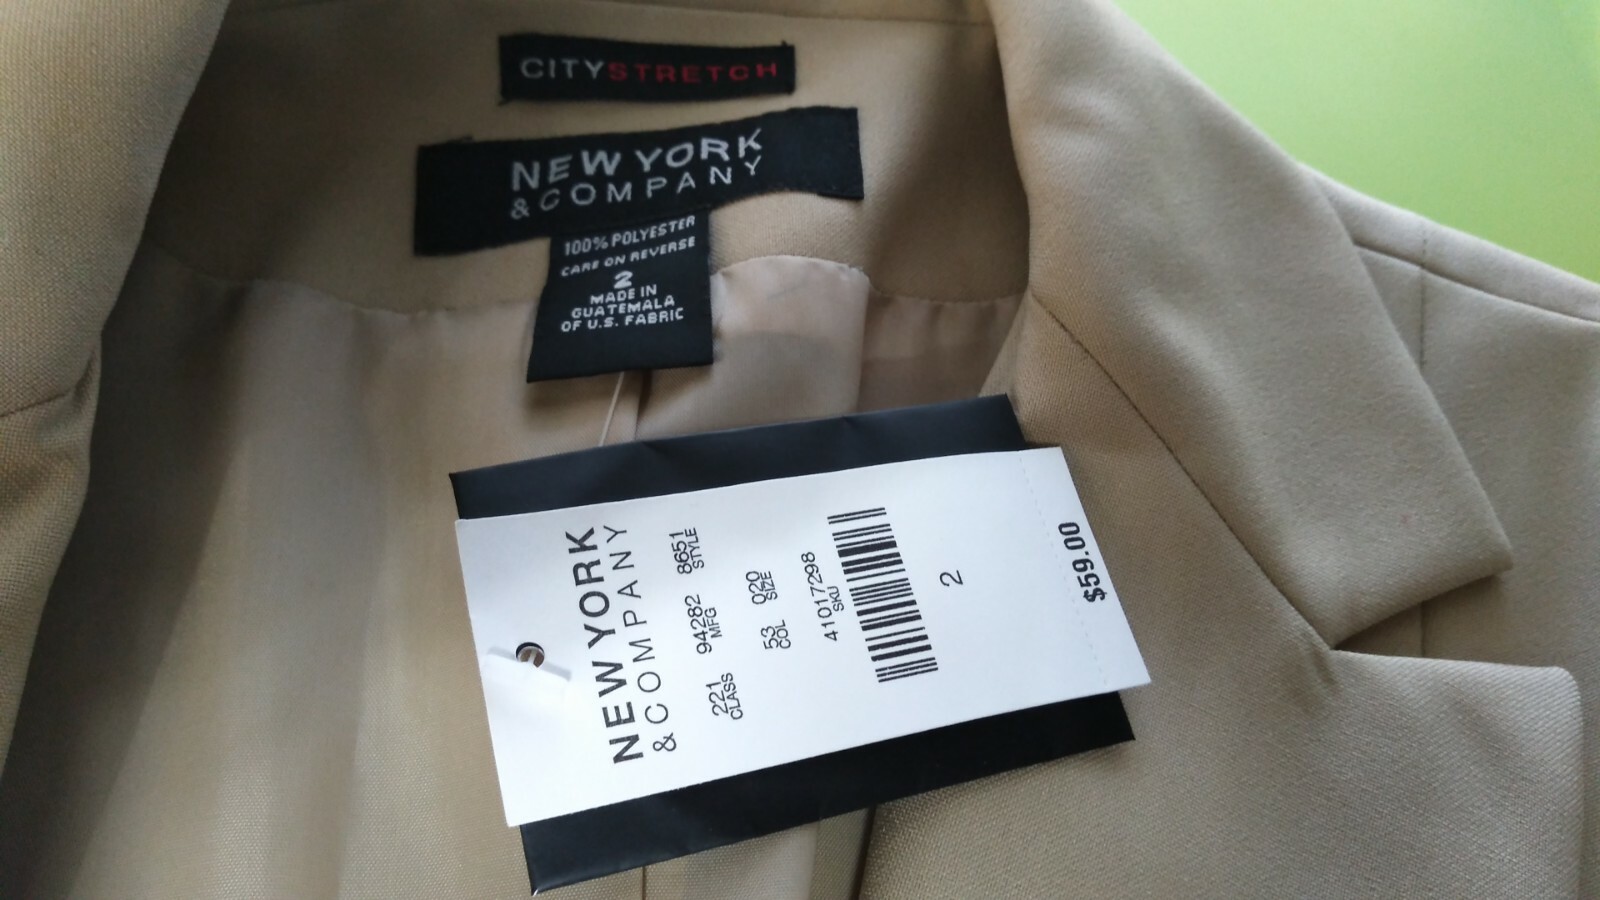 CITYSTRETCH
NEW YORK
& COMPANY
100% POLYESTER
CARE ON REVERSE
2
MADE IN
GUATEMALA
OF U.S. FABRIC
NEW YORK
& COMPANY
221 94282 8651
CLASS MFG STYLE
53 020
COL SIZE
41017298
SKU
2
$59.00